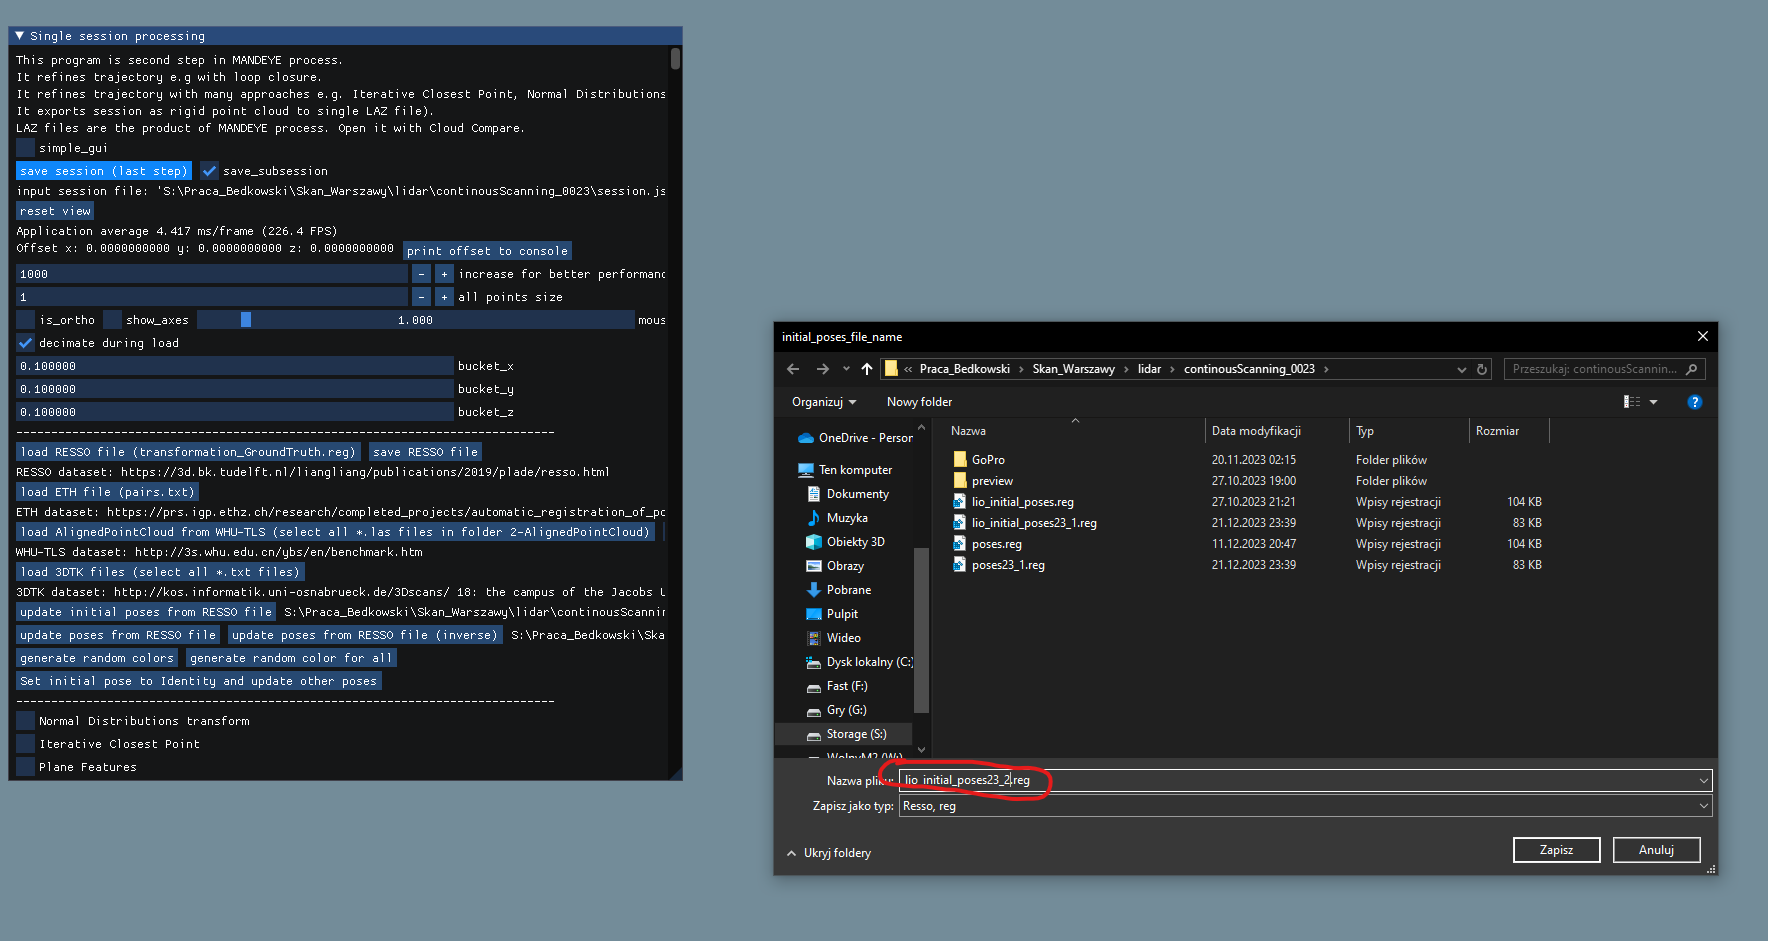 Single session processing
This program is second step in MANDEYE process.
It refines trajectory e.g with loop closure.
It refines trajectory with many approaches e.g. Iterative Closest Point, Normal Distributions
It exports session as rigid point cloud to single LAZ file).
LAZ files are the product of MANDEYE process. Open it with Cloud Compare.
simple_gui
save session (last step) save_subsession
input session file: 'S:\Praca_Bedkowski\Skan_Warszawy\lidar\continousScanning_0023\session.js
reset view
Application average 4.417 ms/frame (226.4 FPS)
Offset x: 0.0000000000 y: 0.0000000000 z: 0.0000000000 print offset to console
1000 - + increase for better performanc
1 - + all points size
is_ortho show_axes 1.000 mous
decimate during load
0.100000 bucket_x
0.100000 bucket_y
0.100000 bucket_z
-----------------------------------------------------------------------------
load RESSO file (transformation_GroundTruth.reg) save RESSO file
RESSO dataset: https://3d.bk.tudelft.nl/liangliang/publications/2019/plade/resso.html
load ETH file (pairs.txt)
ETH dataset: https://prs.igp.ethz.ch/research/completed_projects/automatic_registration_of_po
load AlignedPointCloud from WHU-TLS (select all *.las files in folder 2-AlignedPointCloud)
WHU-TLS dataset: http://3s.whu.edu.cn/ybs/en/benchmark.htm
load 3DTK files (select all *.txt files)
3DTK dataset: http://kos.informatik.uni-osnabrueck.de/3Dscans/ 18: the campus of the Jacobs U
update initial poses from RESSO file S:\Praca_Bedkowski\Skan_Warszawy\lidar\continousScannin
update poses from RESSO file update poses from RESSO file (inverse) S:\Praca_Bedkowski\Ska
generate random colors generate random color for all
Set initial pose to Identity and update other poses
-----------------------------------------------------------------------------
Normal Distributions transform
Iterative Closest Point
Plane Features
initial_poses_file_name
« Praca_Bedkowski > Skan_Warszawy > lidar > continousScanning_0023 > Przeszukaj: continousScannin...
Organizuj Nowy folder ?
Nazwa Data modyfikacji Typ Rozmiar
GoPro 20.11.2023 02:15 Folder plików
preview 27.10.2023 19:00 Folder plików
lio_initial_poses.reg 27.10.2023 21:21 Wpisy rejestracji 104 KB
lio_initial_poses23_1.reg 21.12.2023 23:39 Wpisy rejestracji 83 KB
poses.reg 11.12.2023 20:47 Wpisy rejestracji 104 KB
poses23_1.reg 21.12.2023 23:39 Wpisy rejestracji 83 KB
OneDrive - Person
Ten komputer
Dokumenty
Muzyka
Obiekty 3D
Obrazy
Pobrane
Pulpit
Wideo
Dysk lokalny (C:)
Fast (F:)
Gry (G:)
Storage (S:)
WolnyM2 (W:)
Nazwa pliku: lio_initial_poses23_2.reg
Zapisz jako typ: Resso, reg
Ukryj foldery
Zapisz Anuluj